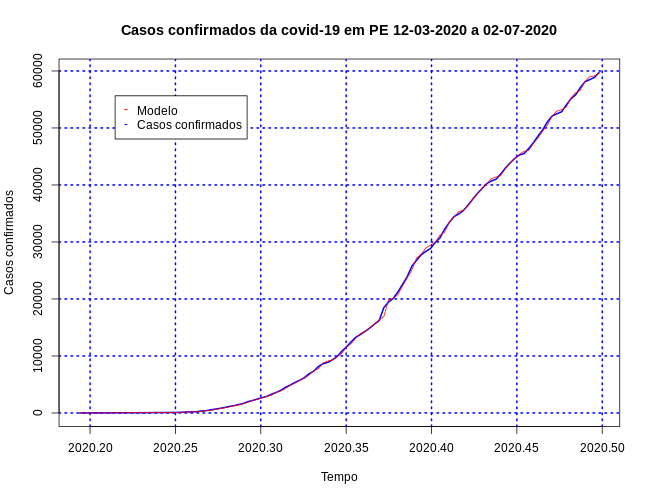 Casos confirmados da covid-19 em PE 12-03-2020 a 02-07-2020
Casos confirmados
60000
50000
40000
30000
20000
10000
0
- Modelo
- Casos confirmados
2020.20 2020.25 2020.30 2020.35 2020.40 2020.45 2020.50
Tempo